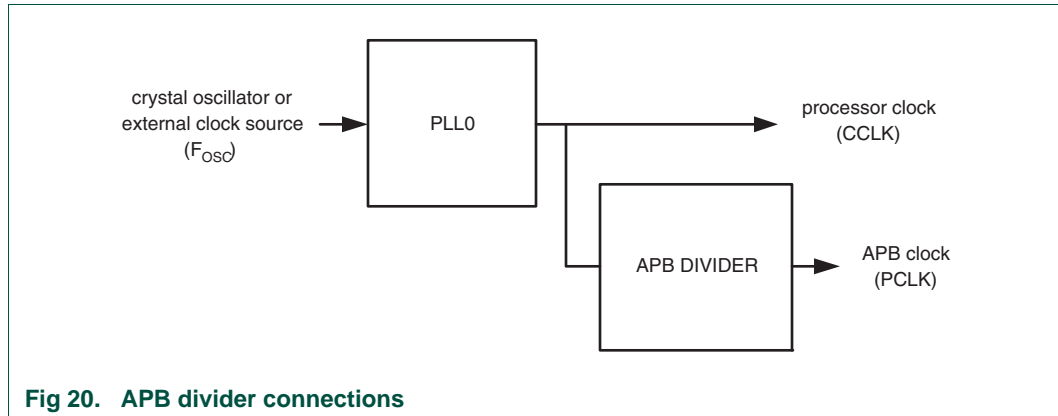 crystal oscillator or
external clock source
(FOSC)
PLL0
processor clock
(CCLK)
APB DIVIDER
APB clock
(PCLK)
Fig 20. APB divider connections